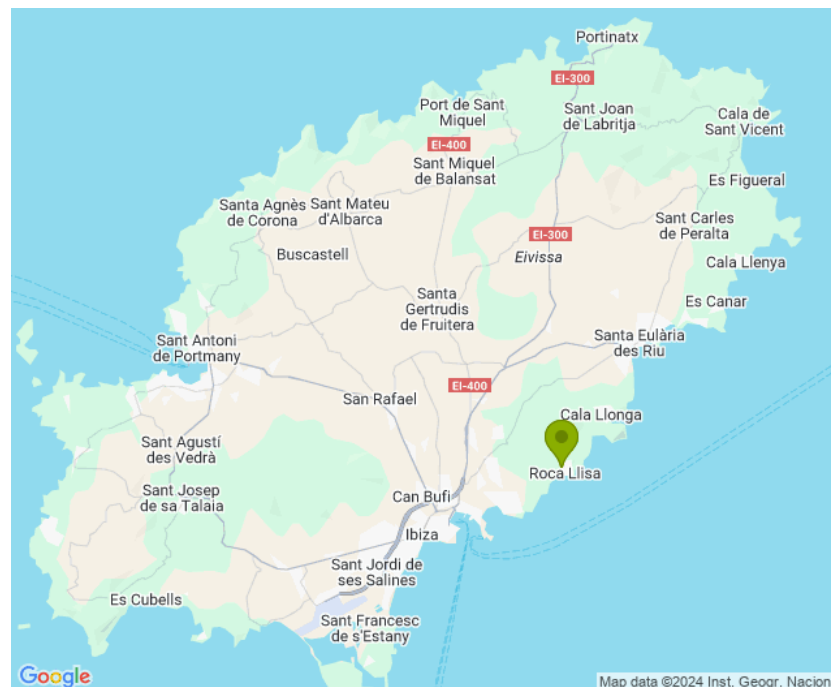 Portinatx
EI-300
Port de Sant
Miquel
Sant Joan
de Labritja
Cala de
Sant Vicent
EI-400
Sant Miquel
de Balansat
Es Figueral
Santa Agnès
de Corona
Sant Mateu
d'Albarca
Sant Carles
de Peralta
EI-300
Buscastell
Eivissa
Cala Llenya
Santa
Gertrudis
de Fruitera
Es Canar
Sant Antoni
de Portmany
Santa Eulària
des Riu
EI-400
San Rafael
Cala Llonga
Sant Agustí
des Vedrà
Roca Llisa
Sant Josep
de sa Talaia
Can Bufi
Ibiza
Sant Jordi de
ses Salines
Es Cubells
Sant Francesc
de s'Estany
Google
Map data ©2024 Inst. Geogr. Nacion